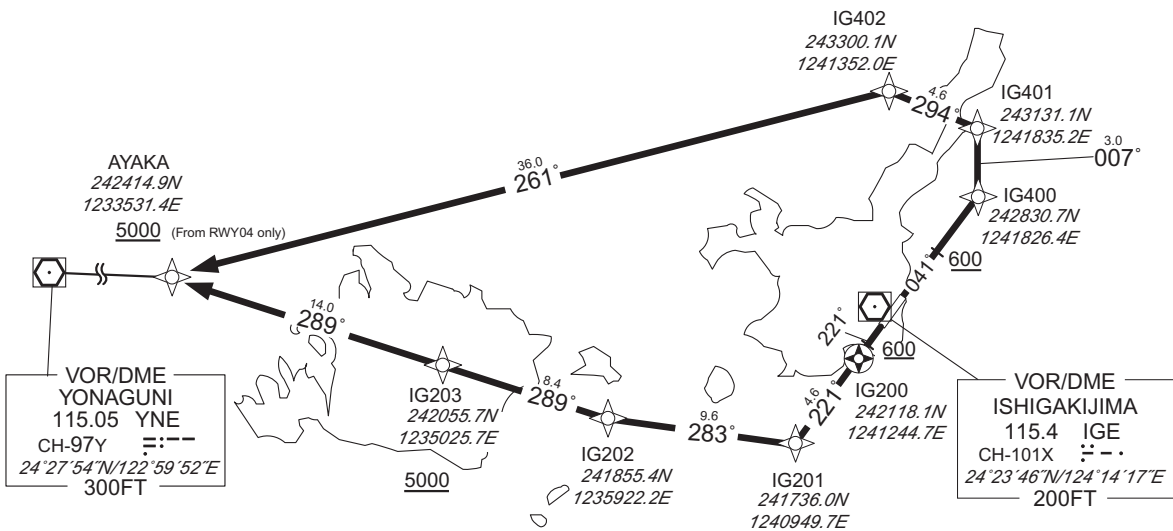 IG402
243300.1N
1241352.0E
4.6
294°
IG401
243131.1N
1241835.2E
3.0
007°
36.0
261°
AYAKA
242414.9N
1233531.4E
5000 (From RWY04 only)
IG400
242830.7N
1241826.4E
041°
600
221°
600
14.0
289°
IG200
242118.1N
1241244.7E
4.6
221°
VOR/DME
YONAGUNI
115.05 YNE
CH-97Y
24°27´54˝N/122°59´52˝E
300FT
IG203
242055.7N
1235025.7E
5000
8.4
289°
9.6
283°
IG202
241855.4N
1235922.2E
IG201
241736.0N
1240949.7E
VOR/DME
ISHIGAKIJIMA
115.4 IGE
CH-101X
24°23´46˝N/124°14´17˝E
200FT